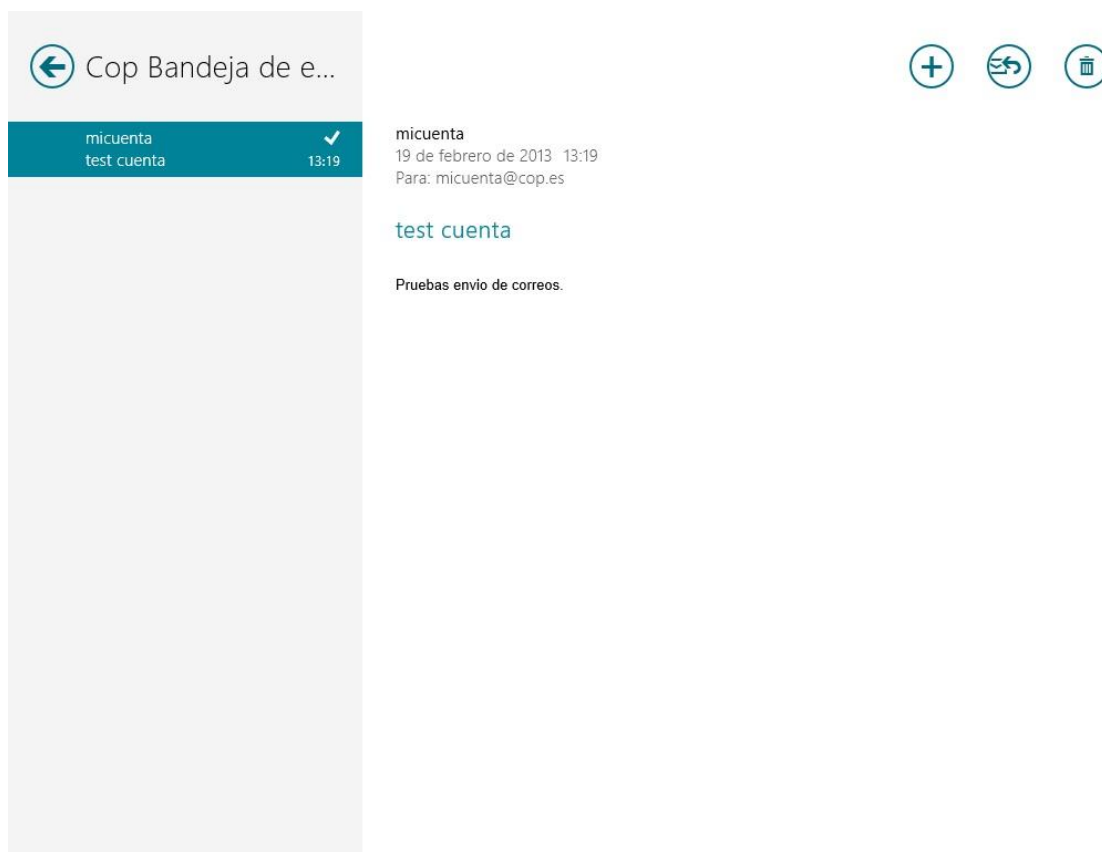 Cop Bandeja de e...
micuenta
test cuenta 13:19
micuenta
19 de febrero de 2013 13:19
Para: micuenta@cop.es
test cuenta
Pruebas envio de correos.